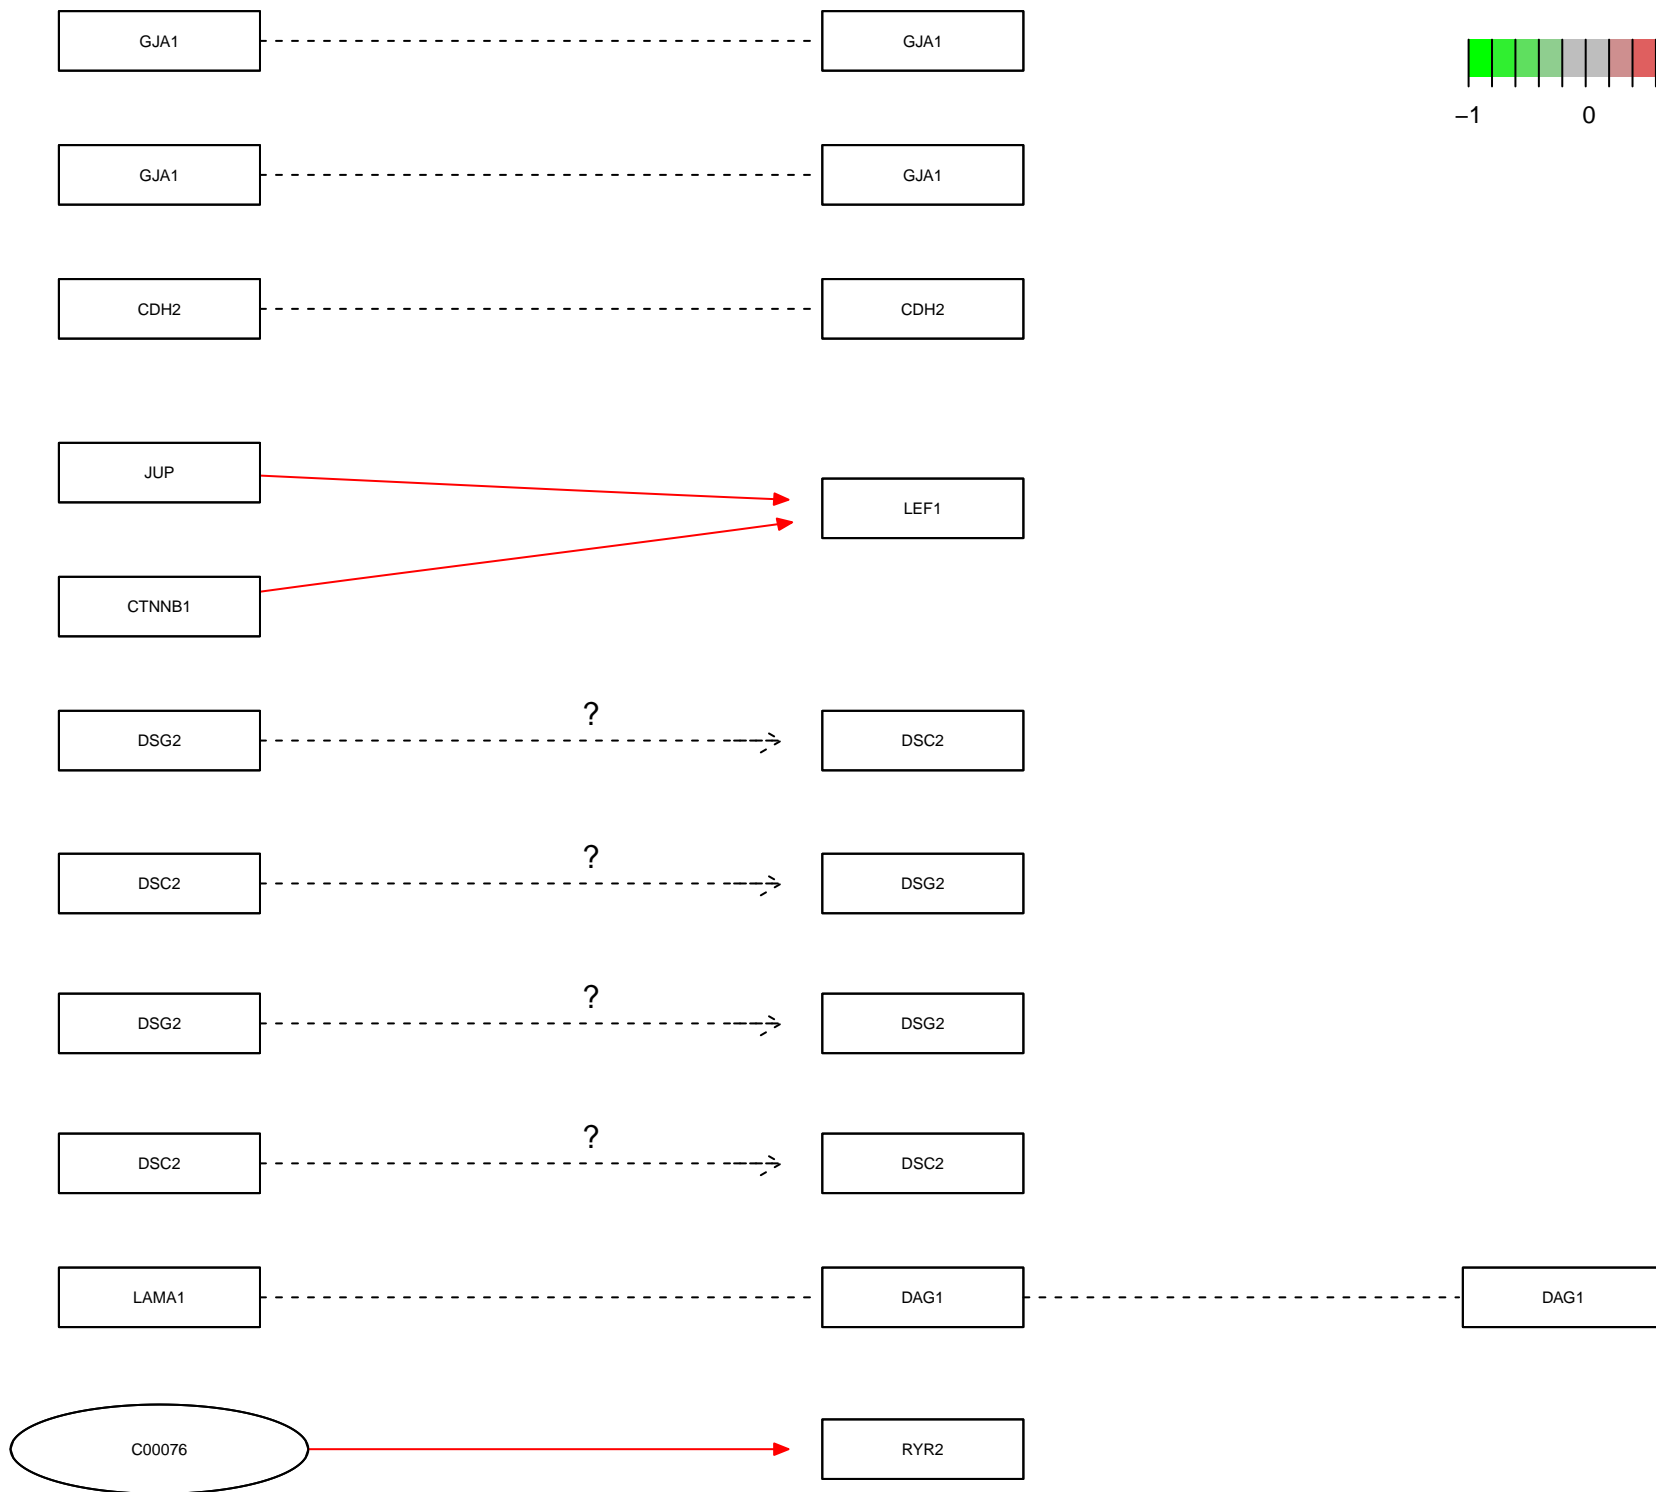 GJA1 GJA1
−1 0
GJA1 GJA1
CDH2 CDH2
JUP
LEF1
CTNNB1
?
DSG2 DSC2
?
DSC2 DSG2
?
DSG2 DSG2
?
DSC2 DSC2
LAMA1 DAG1 DAG1
C00076 RYR2